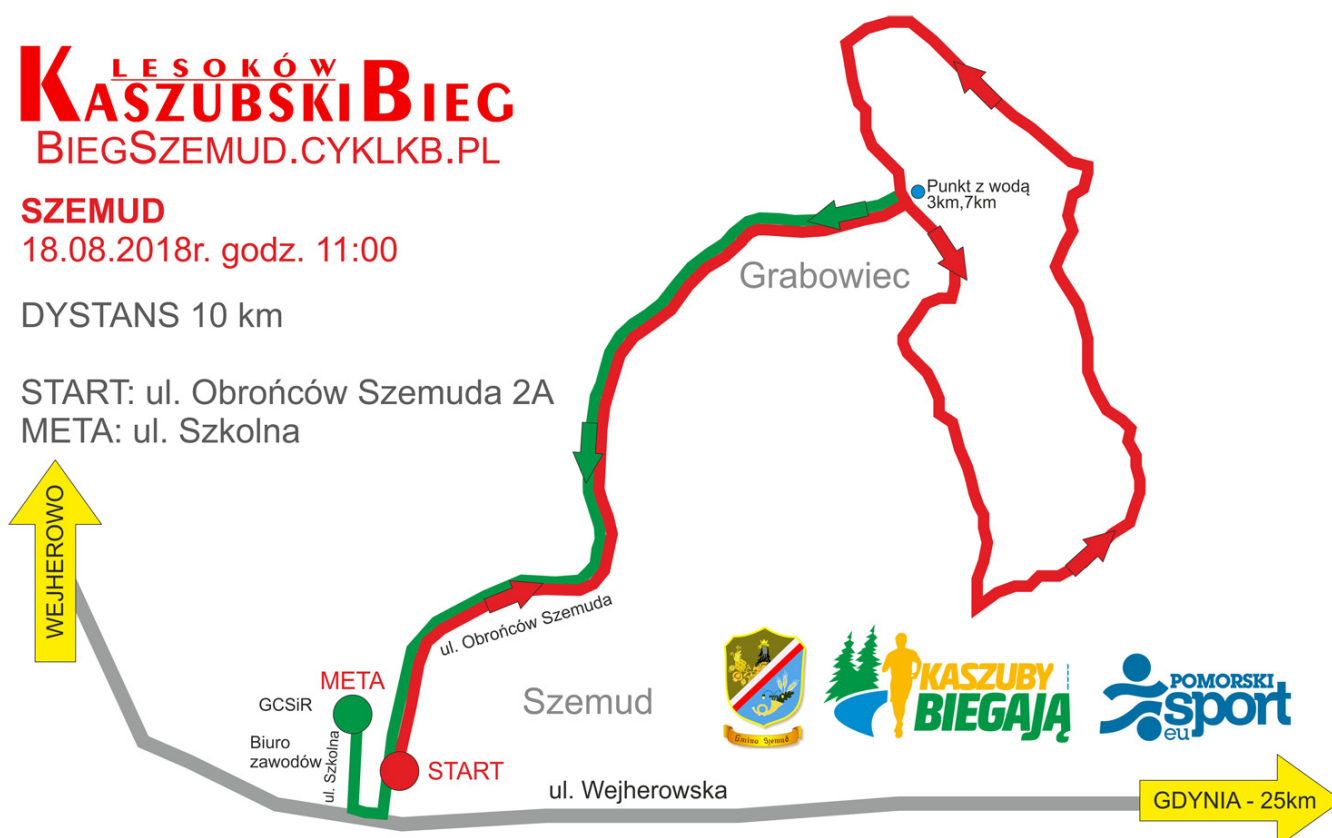 LESOKÓW
KASZUBSKI BIEG
BIEGSZEMUD.CYKLKB.PL
SZEMUD
18.08.2018r. godz. 11:00
DYSTANS 10 km
START: ul. Obrońców Szemuda 2A
META: ul. Szkolna
Punkt z wodą
3km,7km
Grabowiec
WEJHEROWO
ul. Obrońców Szemuda
META
GCSiR
Szemud
Biuro
zawodów
ul. Szkolna
START
ul. Wejherowska
Gmina Szemud
KASZUBY
BIEGAJĄ
POMORSKI
sport
eu
GDYNIA - 25km